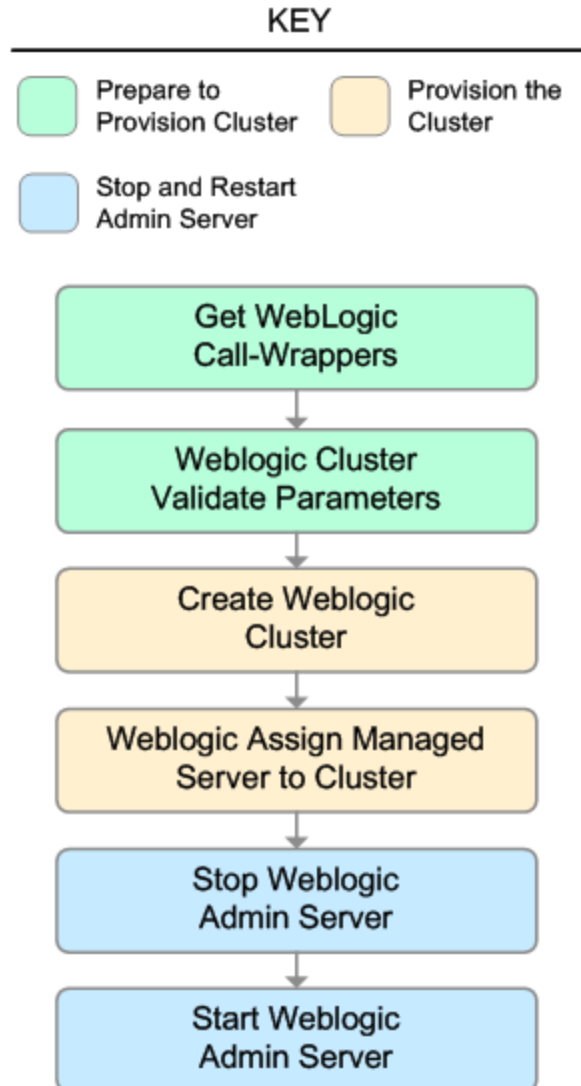 KEY
Prepare to
Provision Cluster
Provision the
Cluster
Stop and Restart
Admin Server
Get WebLogic
Call-Wrappers
Weblogic Cluster
Validate Parameters
Create Weblogic
Cluster
Weblogic Assign Managed
Server to Cluster
Stop Weblogic
Admin Server
Start Weblogic
Admin Server